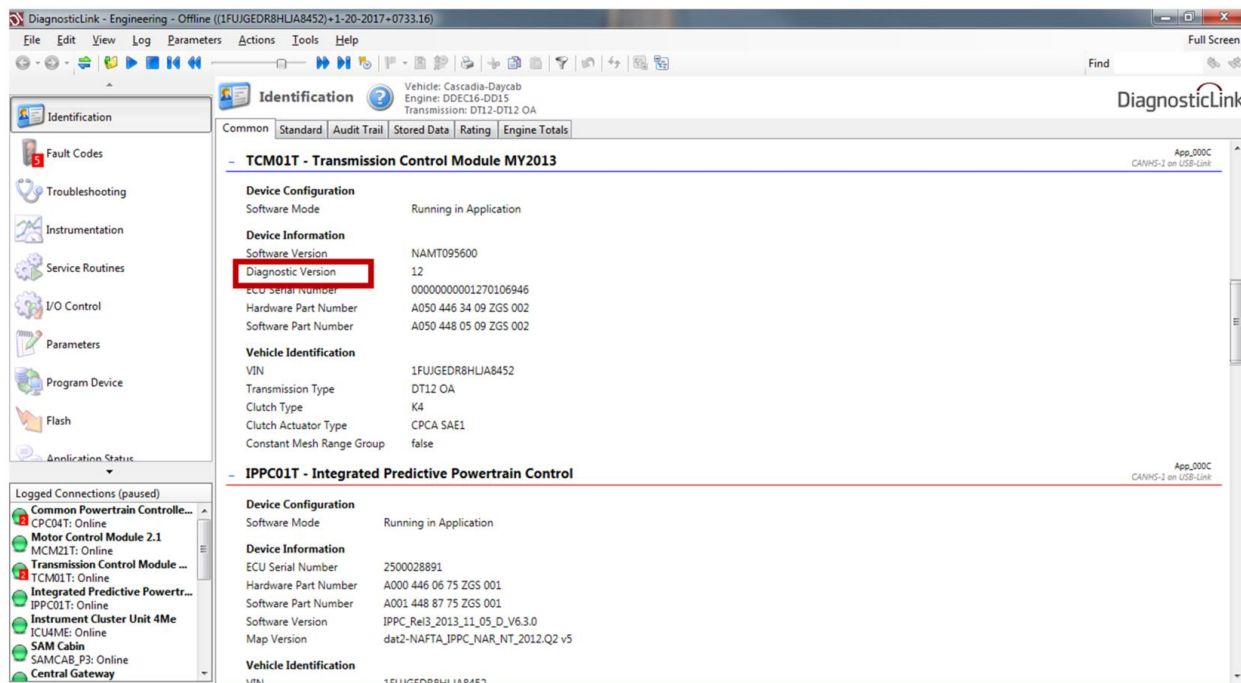 DiagnosticLink - Engineering - Offline ((1FUJGEDR8HLJA8452)+1-20-2017+0733.16)
File Edit View Log Parameters Actions Tools Help Full Screen
Find
Identification
Vehicle: Cascadia-Daycab
Engine: DDEC16-DD15
Transmission: DT12-DT12 OA
DiagnosticLink
Common Standard Audit Trail Stored Data Rating Engine Totals
Identification
Fault Codes
5
Troubleshooting
Instrumentation
Service Routines
I/O Control
Parameters
Program Device
Flash
Application Status
Logged Connections (paused)
Common Powertrain Controlle...
2
CPC04T: Online
Motor Control Module 2.1
MCM21T: Online
Transmission Control Module ...
2
TCM01T: Online
Integrated Predictive Powertr...
IPPC01T: Online
Instrument Cluster Unit 4Me
ICU4ME: Online
SAM Cabin
SAMCAB_P3: Online
Central Gateway
TCM01T - Transmission Control Module MY2013
App_000C
CANHS-1 on USB-Link
Device Configuration
Software Mode Running in Application
Device Information
Software Version NAMT095600
Diagnostic Version 12
ECU Serial Number 00000000001270106946
Hardware Part Number A050 446 34 09 ZGS 002
Software Part Number A050 448 05 09 ZGS 002
Vehicle Identification
VIN 1FUJGEDR8HLJA8452
Transmission Type DT12 OA
Clutch Type K4
Clutch Actuator Type CPCA SAE1
Constant Mesh Range Group false
IPPC01T - Integrated Predictive Powertrain Control
App_000C
CANHS-1 on USB-Link
Device Configuration
Software Mode Running in Application
Device Information
ECU Serial Number 2500028891
Hardware Part Number A000 446 06 75 ZGS 001
Software Part Number A001 448 87 75 ZGS 001
Software Version IPPC_Rel3_2013_11_05_D_V6.3.0
Map Version dat2-NAFTA_IPPC_NAR_NT_2012.Q2 v5
Vehicle Identification
VIN 1FUJGEDR8HLJA8452